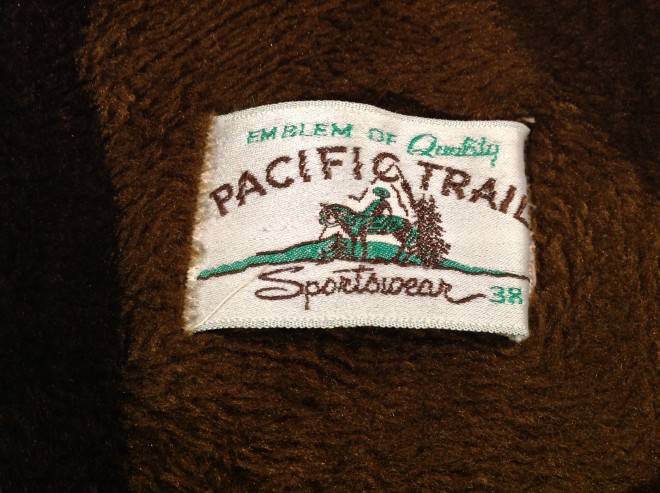 EMBLEM OF Quality
PACIFIC TRAIL
Sportswear 38